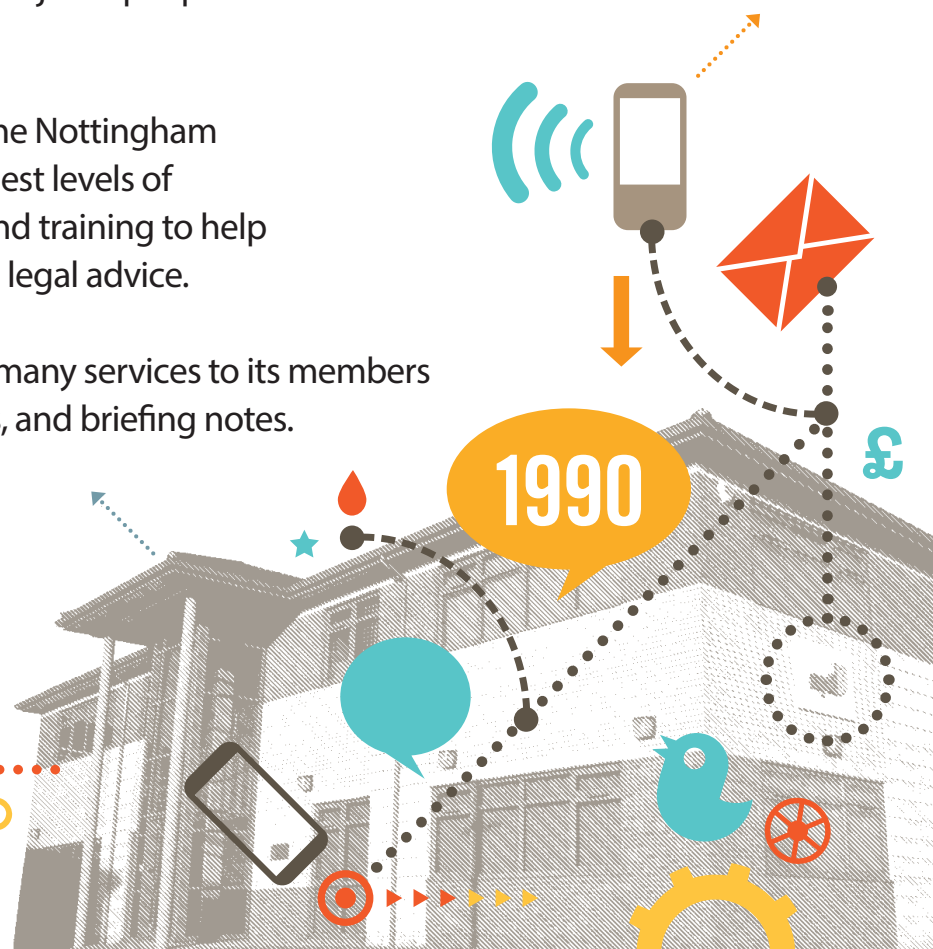 ne Nottingham
est levels of
nd training to help
legal advice.
many services to its members
, and briefing notes.
1990
£